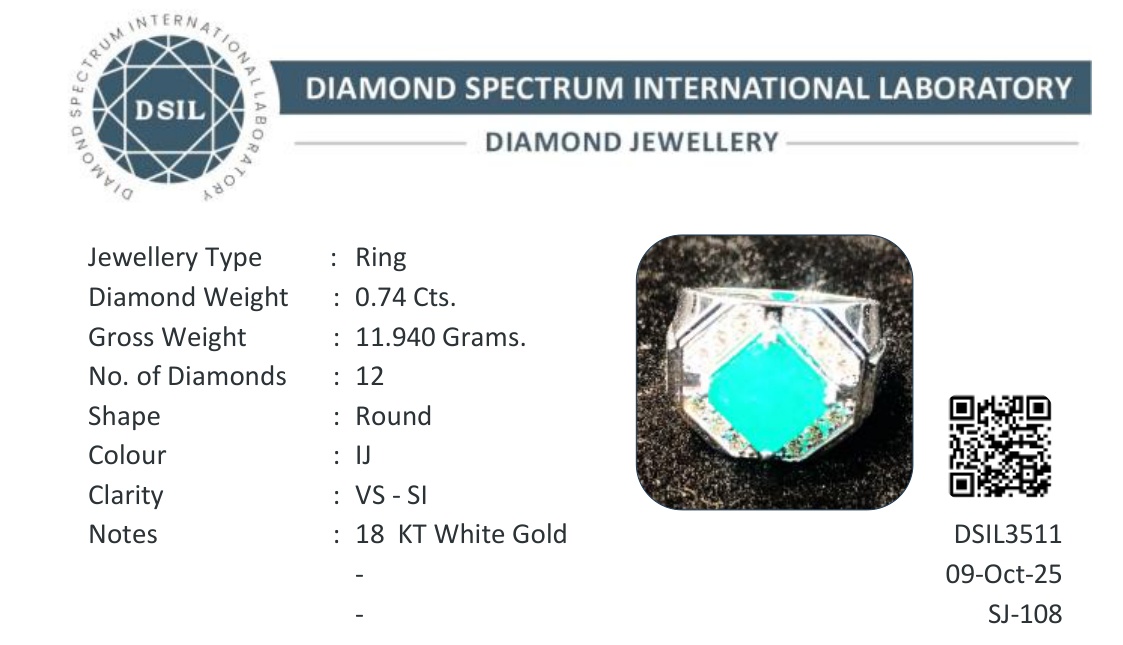 DIAMOND SPECTRUM INTERNATIONAL LABORATORY
DSIL
DIAMOND SPECTRUM INTERNATIONAL LABORATORY
DIAMOND JEWELLERY
Jewellery Type : Ring
Diamond Weight : 0.74 Cts.
Gross Weight : 11.940 Grams.
No. of Diamonds : 12
Shape : Round
Colour : IJ
Clarity : VS - SI
Notes : 18 KT White Gold
-
-
DSIL3511
09-Oct-25
SJ-108